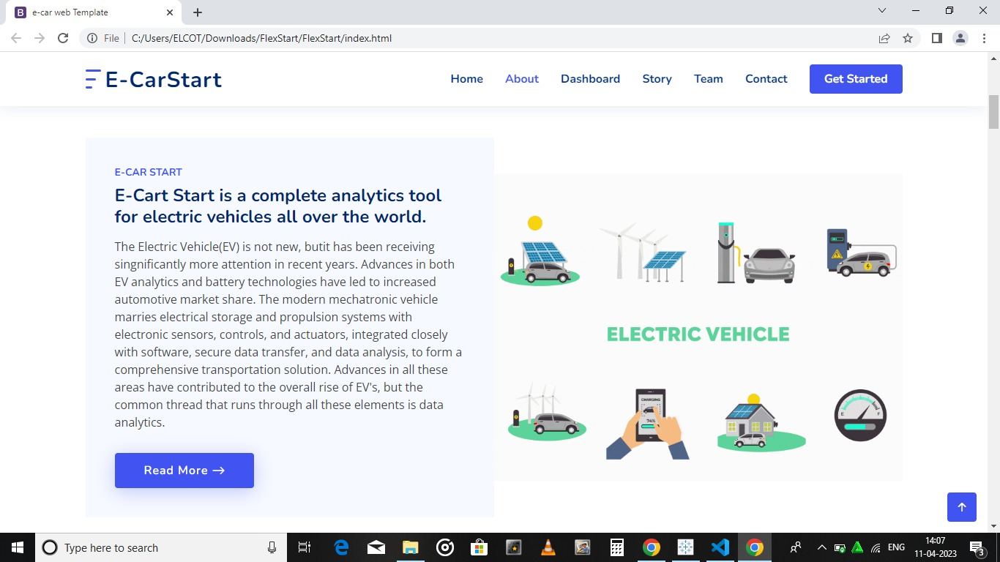 e-car web Template
File
C:/Users/ELCOT/Downloads/FlexStart/FlexStart/index.html
E-CarStart
Home
About
Dashboard
Story
Team
Contact
Get Started
E-CAR START
E-Cart Start is a complete analytics tool
for electric vehicles all over the world.
The Electric Vehicle(EV) is not new, butit has been receiving
singnificantly more attention in recent years. Advances in both
EV analytics and battery technologies have led to increased
automotive market share. The modern mechatronic vehicle
marries electrical storage and propulsion systems with
electronic sensors, controls, and actuators, integrated closely
with software, secure data transfer, and data analysis, to form a
comprehensive transportation solution. Advances in all these
areas have contributed to the overall rise of EV's, but the
common thread that runs through all these elements is data
analytics.
Read More →
ELECTRIC VEHICLE
CHARGING
74%
E
F
Type here to search
ENG
14:07
11-04-2023
3